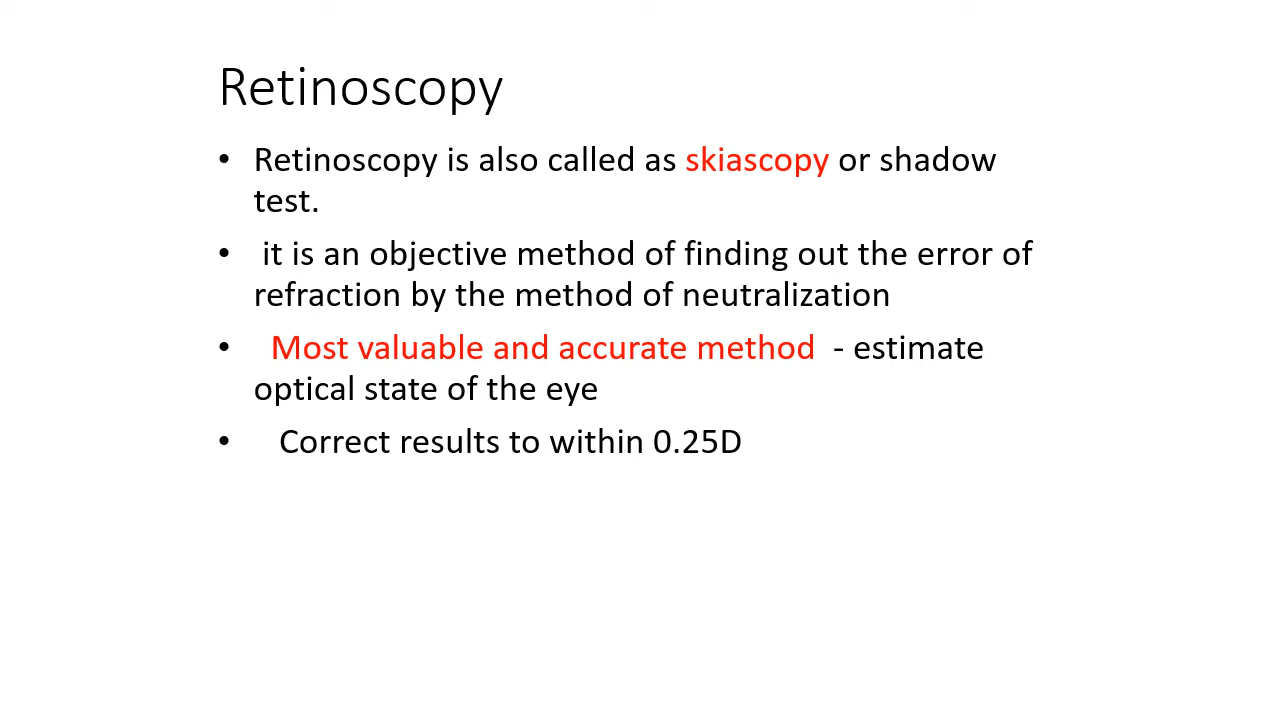 Retinoscopy
• Retinoscopy is also called as skiascopy or shadow
test.
• it is an objective method of finding out the error of
refraction by the method of neutralization
• Most valuable and accurate method - estimate
optical state of the eye
• Correct results to within 0.25D